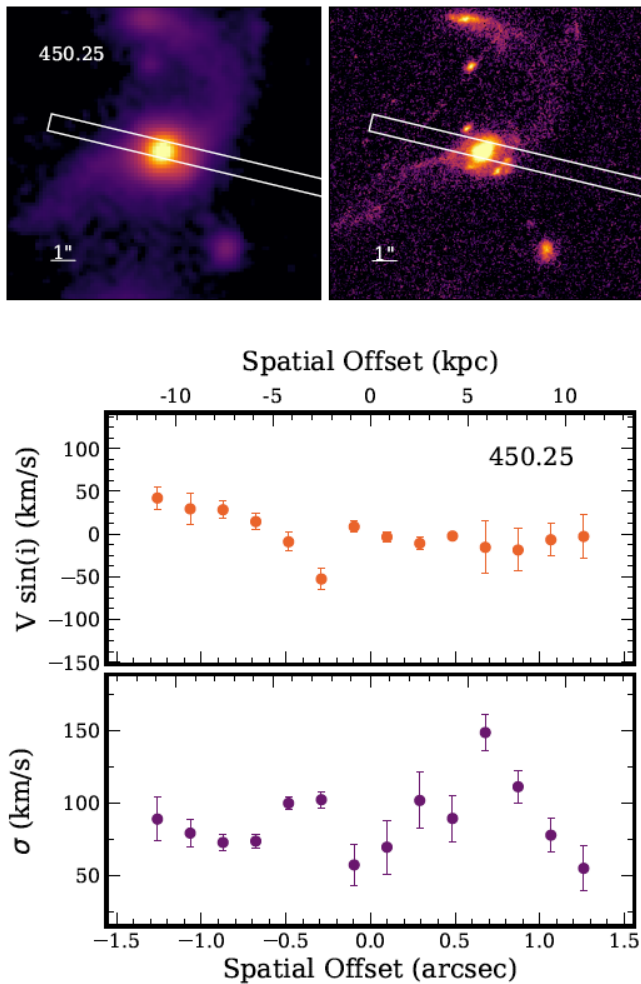 450.25
1"
1"
Spatial Offset (kpc)
−10 −5 0 5 10
450.25
V sin(i) (km/s)
100
50
0
−50
−100
−150
σ (km/s)
150
100
50
−1.5 −1.0 −0.5 0.0 0.5 1.0 1.5
Spatial Offset (arcsec)